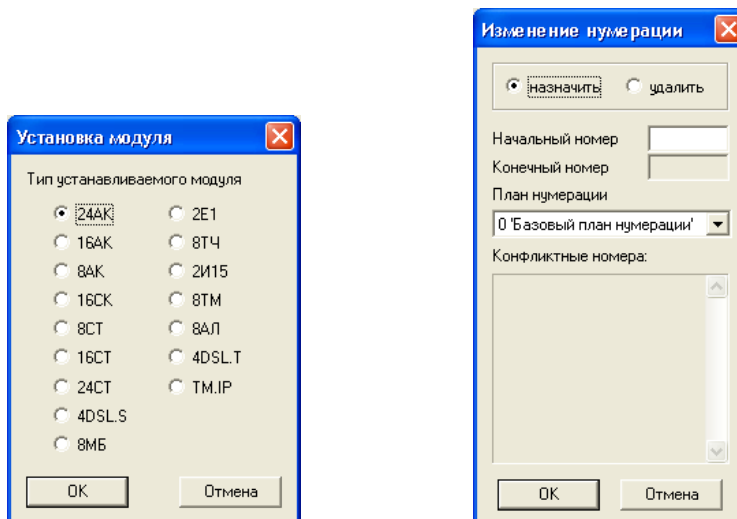 Установка модуля
Тип устанавливаемого модуля
24АК
16АК
8АК
16СК
8СТ
16СТ
24СТ
4DSL.S
8МБ
2Е1
8ТЧ
2И15
8ТМ
8АЛ
4DSL.T
TM.IP
OK
Отмена
Изменение нумерации
назначить
удалить
Начальный номер
Конечный номер
План нумерации
0 'Базовый план нумерации'
Конфликтные номера:
OK
Отмена